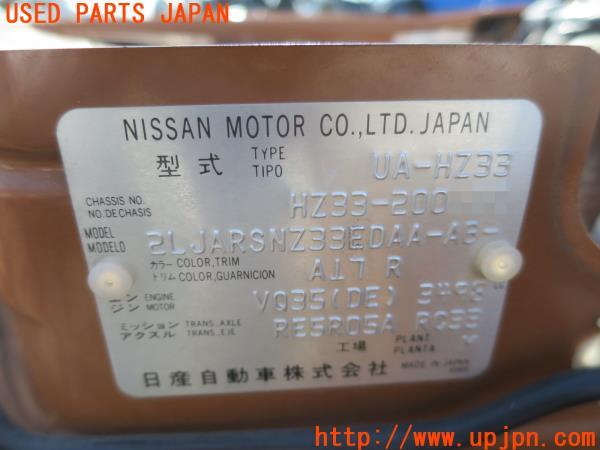 USED PARTS JAPAN
NISSAN MOTOR CO.,LTD. JAPAN
型式 TYPE TIPO UA-HZ33
CHASSIS NO. NO. DE CHASIS HZ33-200
MODEL MODELO 2LJARSNZ33EDAA-AB-
カラー COLOR,TRIM
トリム COLOR,GUARNICION A17 R
エンジン ENGINE MOTOR VQ35(DE) 3498 cc
ミッション TRANS., AXLE
アクスル TRANS., EJE RE5R05A RC33
工場 PLANT PLANTA M
日産自動車株式会社 MADE IN JAPAN
http://www.upjpn.com/